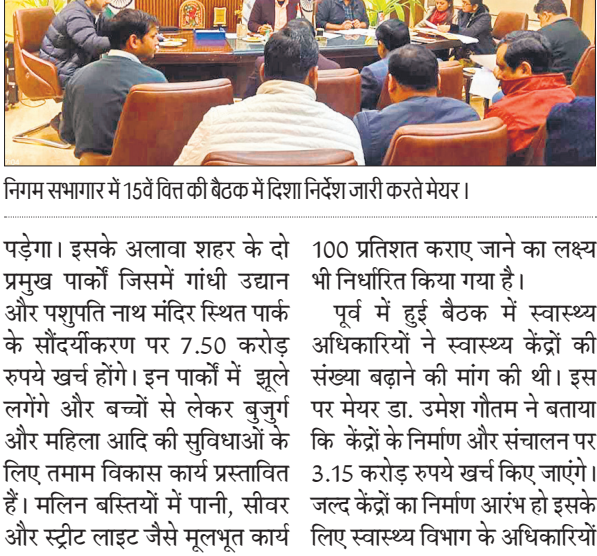 निगम सभागार में 15वें वित्त की बैठक में दिशा निर्देश जारी करते मेयर।
पड़ेगा। इसके अलावा शहर के दो
प्रमुख पार्कों जिसमें गांधी उद्यान
और पशुपति नाथ मंदिर स्थित पार्क
के सौंदर्यीकरण पर 7.50 करोड़
रुपये खर्च होंगे। इन पार्कों में झूले
लगेंगे और बच्चों से लेकर बुजुर्ग
और महिला आदि की सुविधाओं के
लिए तमाम विकास कार्य प्रस्तावित
हैं। मलिन बस्तियों में पानी, सीवर
और स्ट्रीट लाइट जैसे मूलभूत कार्य
100 प्रतिशत कराए जाने का लक्ष्य
भी निर्धारित किया गया है।
पूर्व में हुई बैठक में स्वास्थ्य
अधिकारियों ने स्वास्थ्य केंद्रों की
संख्या बढ़ाने की मांग की थी। इस
पर मेयर डा. उमेश गौतम ने बताया
कि केंद्रों के निर्माण और संचालन पर
3.15 करोड़ रुपये खर्च किए जाएंगे।
जल्द केंद्रों का निर्माण आरंभ हो इसके
लिए स्वास्थ्य विभाग के अधिकारियों